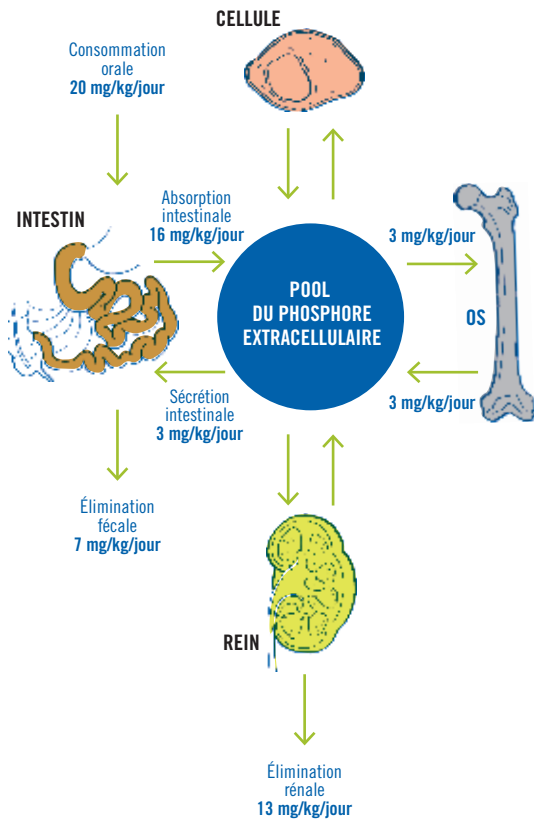 CELLULE
Consommation
orale
20 mg/kg/jour
INTESTIN
Absorption
intestinale
16 mg/kg/jour
3 mg/kg/jour
POOL
DU PHOSPHORE
EXTRACELLULAIRE
OS
Sécrétion
intestinale
3 mg/kg/jour
3 mg/kg/jour
Élimination
fécale
7 mg/kg/jour
REIN
Élimination
rénale
13 mg/kg/jour